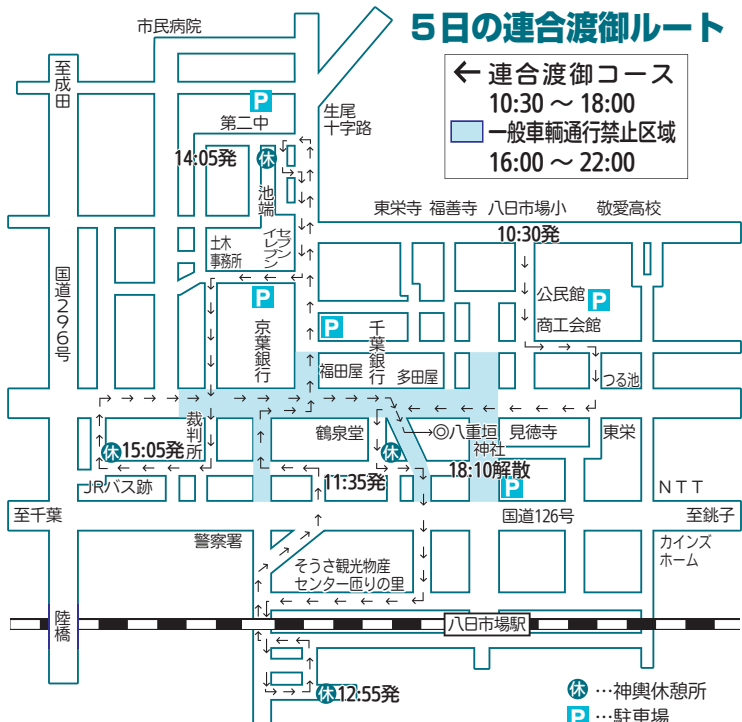 5日の連合渡御ルート
市民病院
←連合渡御コース
10:30 〜 18:00
一般車輌通行禁止区域
16:00 〜 22:00
至成田
P
生尾
十字路
第二中
14:05発
休
池端
東栄寺
福善寺
八日市場小
敬愛高校
10:30発
セブン
イレブン
土木
事務所
国道296号
P
公民館
P
商工会館
京葉銀行
P
千葉銀行
福田屋
多田屋
つる池
裁判所
鶴泉堂
◎八重垣
神社
見徳寺
東栄
休
15:05発
休
18:10解散
11:35発
JRバス跡
P
NTT
至千葉
国道126号
至銚子
警察署
カインズ
ホーム
そうさ観光物産
センター匝りの里
陸橋
八日市場駅
休
12:55発
休…神輿休憩所
P…駐車場